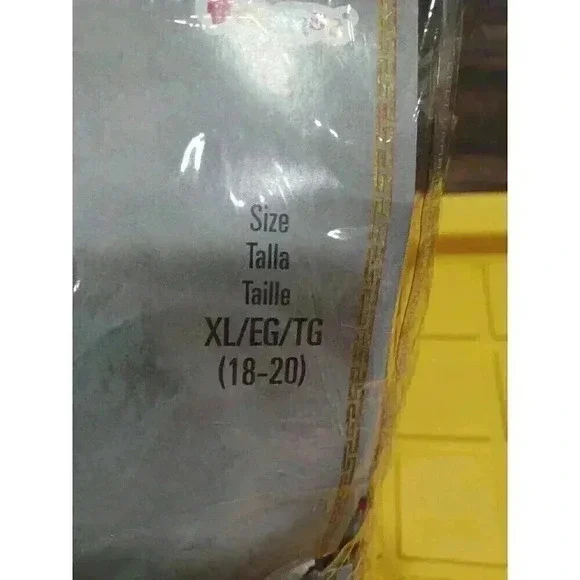 Size
Talla
Taille
XL/EG/TG
(18-20)